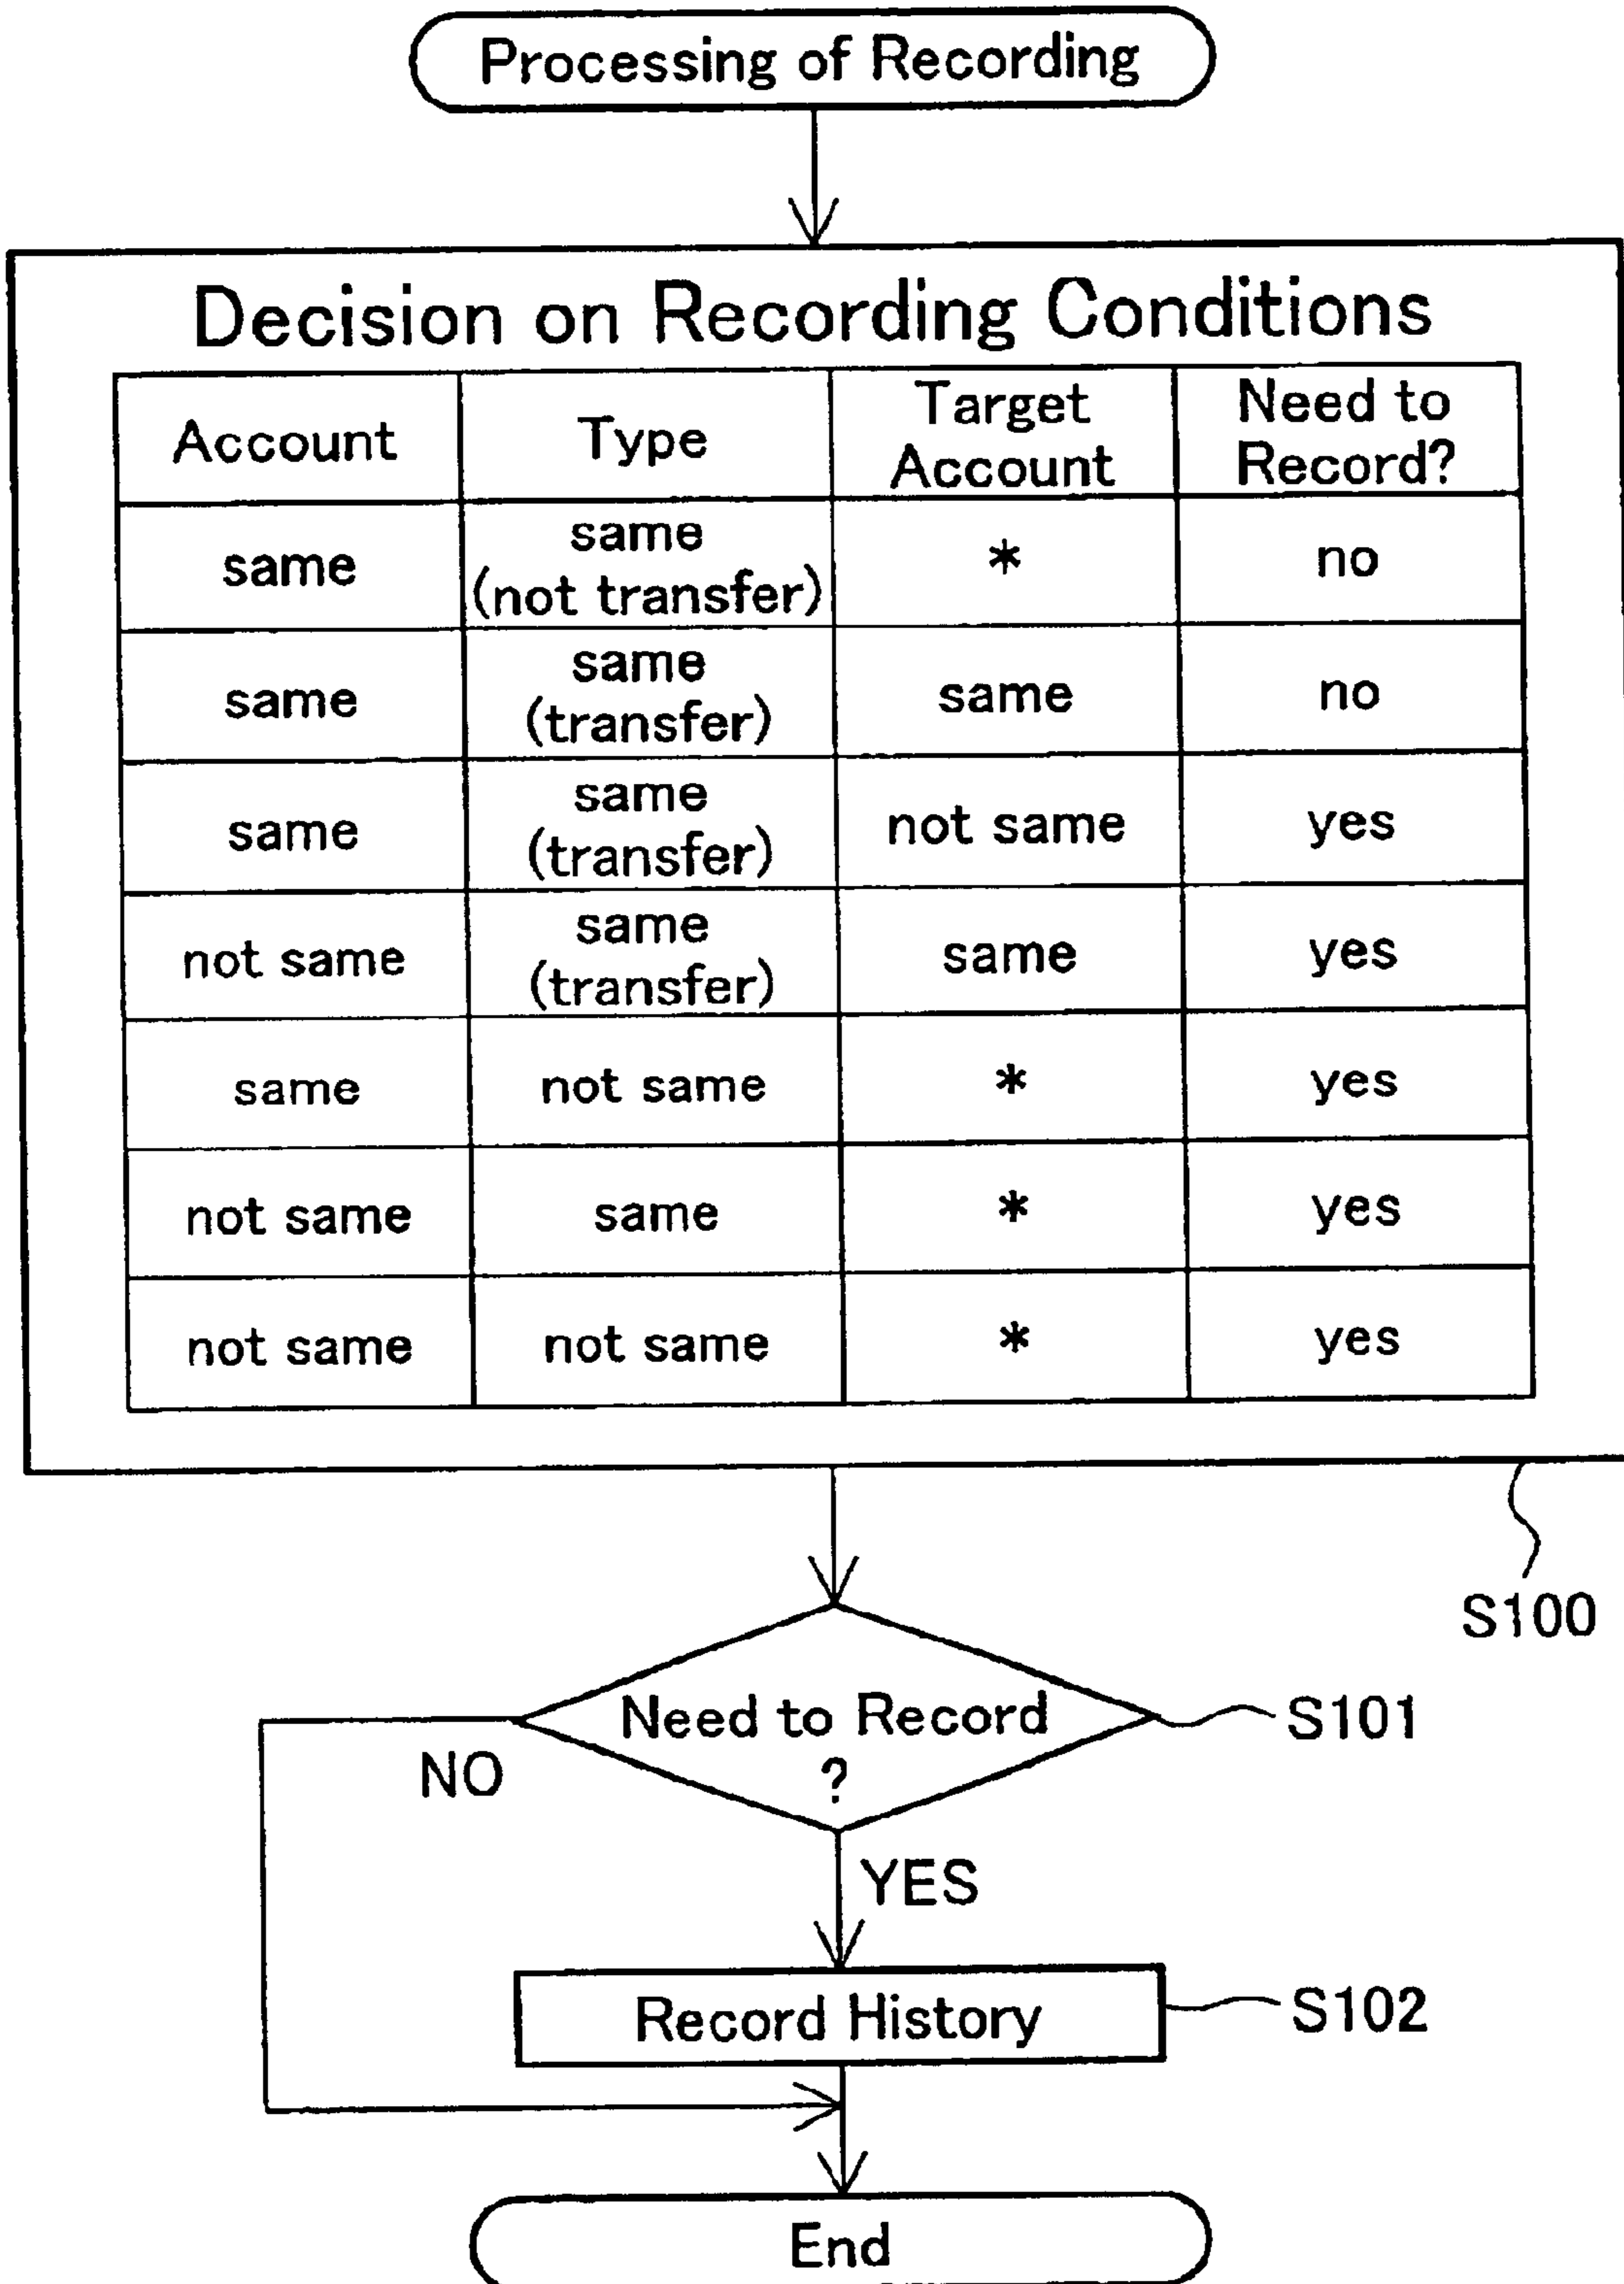 Processing of Recording
Decision on Recording Conditions
Account
Type
Target
Account
Need to
Record?
same
same
(not transfer)
*
no
same
same
(transfer)
same
no
same
same
(transfer)
not same
yes
not same
same
(transfer)
same
yes
same
not same
*
yes
not same
same
*
yes
not same
not same
*
yes
S100
Need to Record
?
S101
NO
YES
Record History
S102
End